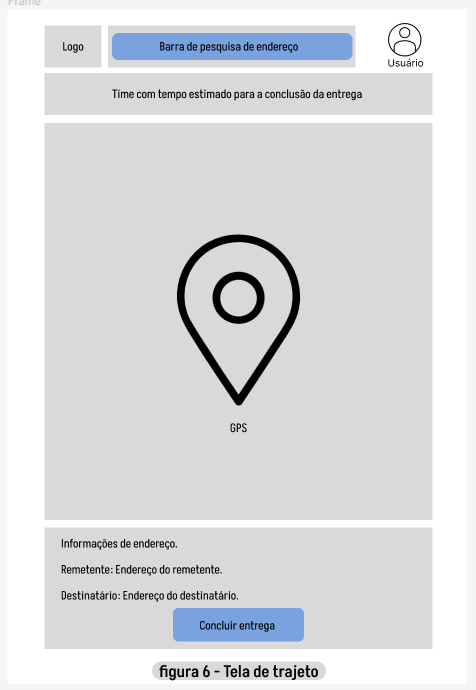 Frame
Logo
Barra de pesquisa de endereço
Usuário
Time com tempo estimado para a conclusão da entrega
GPS
Informações de endereço.
Remetente: Endereço do remetente.
Destinatário: Endereço do destinatário.
Concluir entrega
figura 6 - Tela de trajeto